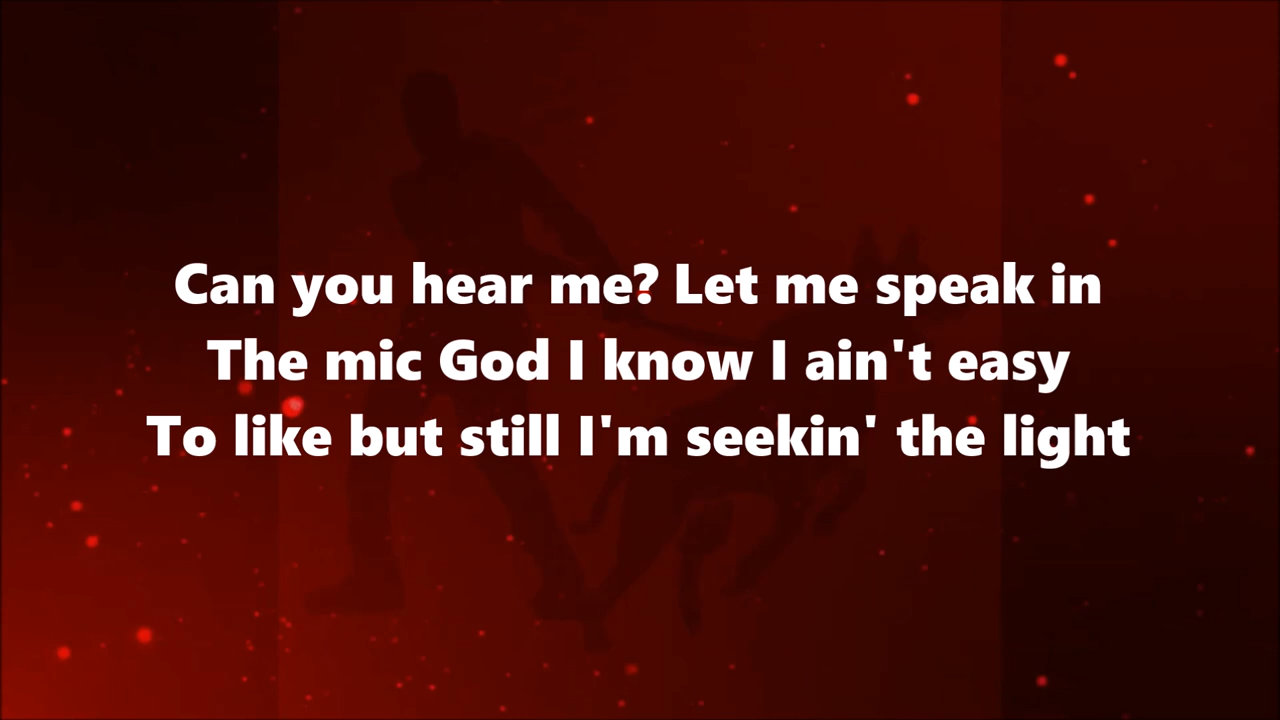 Can you hear me? Let me speak in
The mic God I know I ain't easy
To like but still I'm seekin' the light